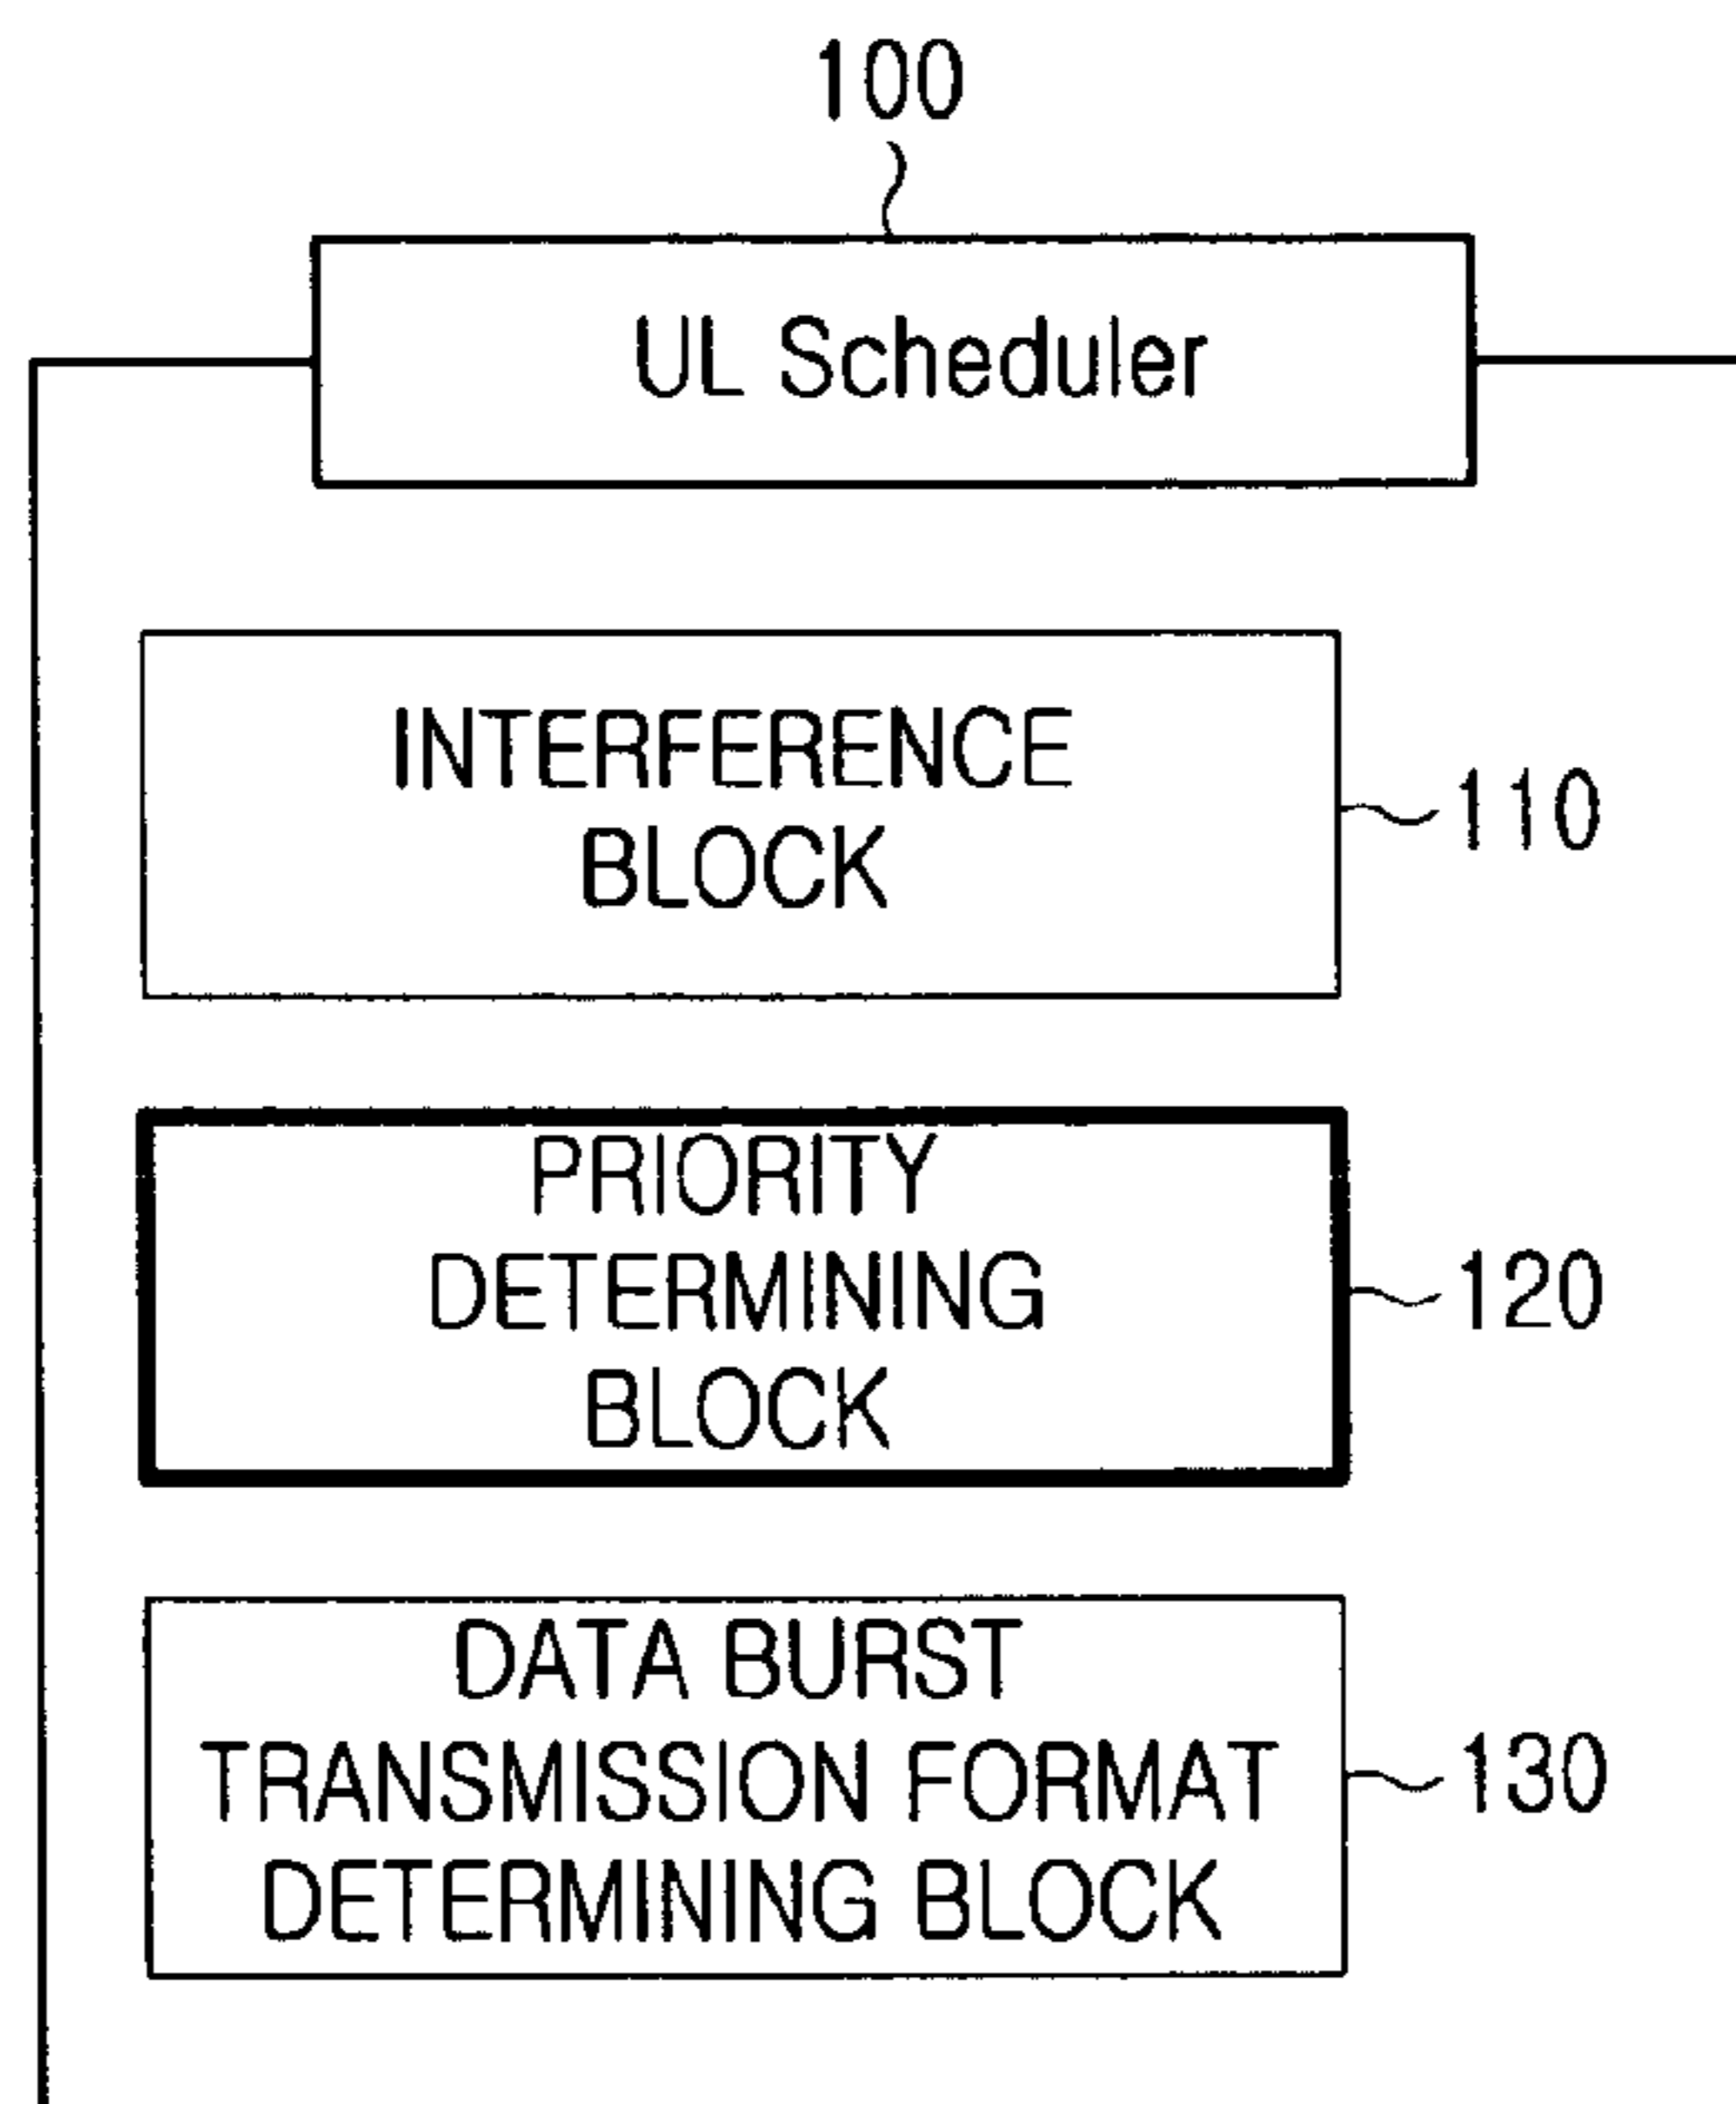 100
UL Scheduler
INTERFERENCE
BLOCK
110
PRIORITY
DETERMINING
BLOCK
120
DATA BURST
TRANSMISSION FORMAT
DETERMINING BLOCK
130